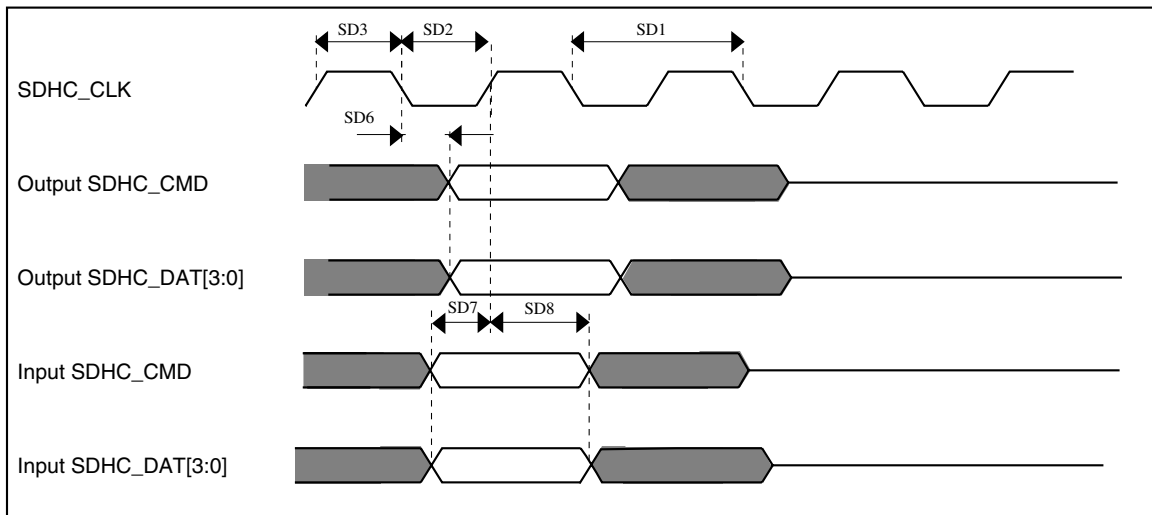 SD3 SD2 SD1
SDHC_CLK
SD6
Output SDHC_CMD
Output SDHC_DAT[3:0]
SD7 SD8
Input SDHC_CMD
Input SDHC_DAT[3:0]